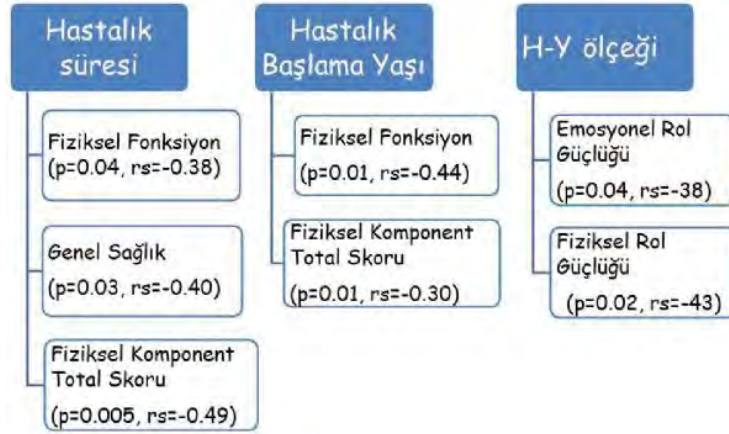 Hastalık
süresi
Fiziksel Fonksiyon
(p=0.04, rs=-0.38)
Genel Sağlık
(p=0.03, rs=-0.40)
Fiziksel Komponent
Total Skoru
(p=0.005, rs=-0.49)
Hastalık
Başlama Yaşı
Fiziksel Fonksiyon
(p=0.01, rs=-0.44)
Fiziksel Komponent
Total Skoru
(p=0.01, rs=-0.30)
H-Y ölçeği
Emosyonel Rol
Güçlüğü
(p=0.04, rs=-38)
Fiziksel Rol
Güçlüğü
(p=0.02, rs=-43)